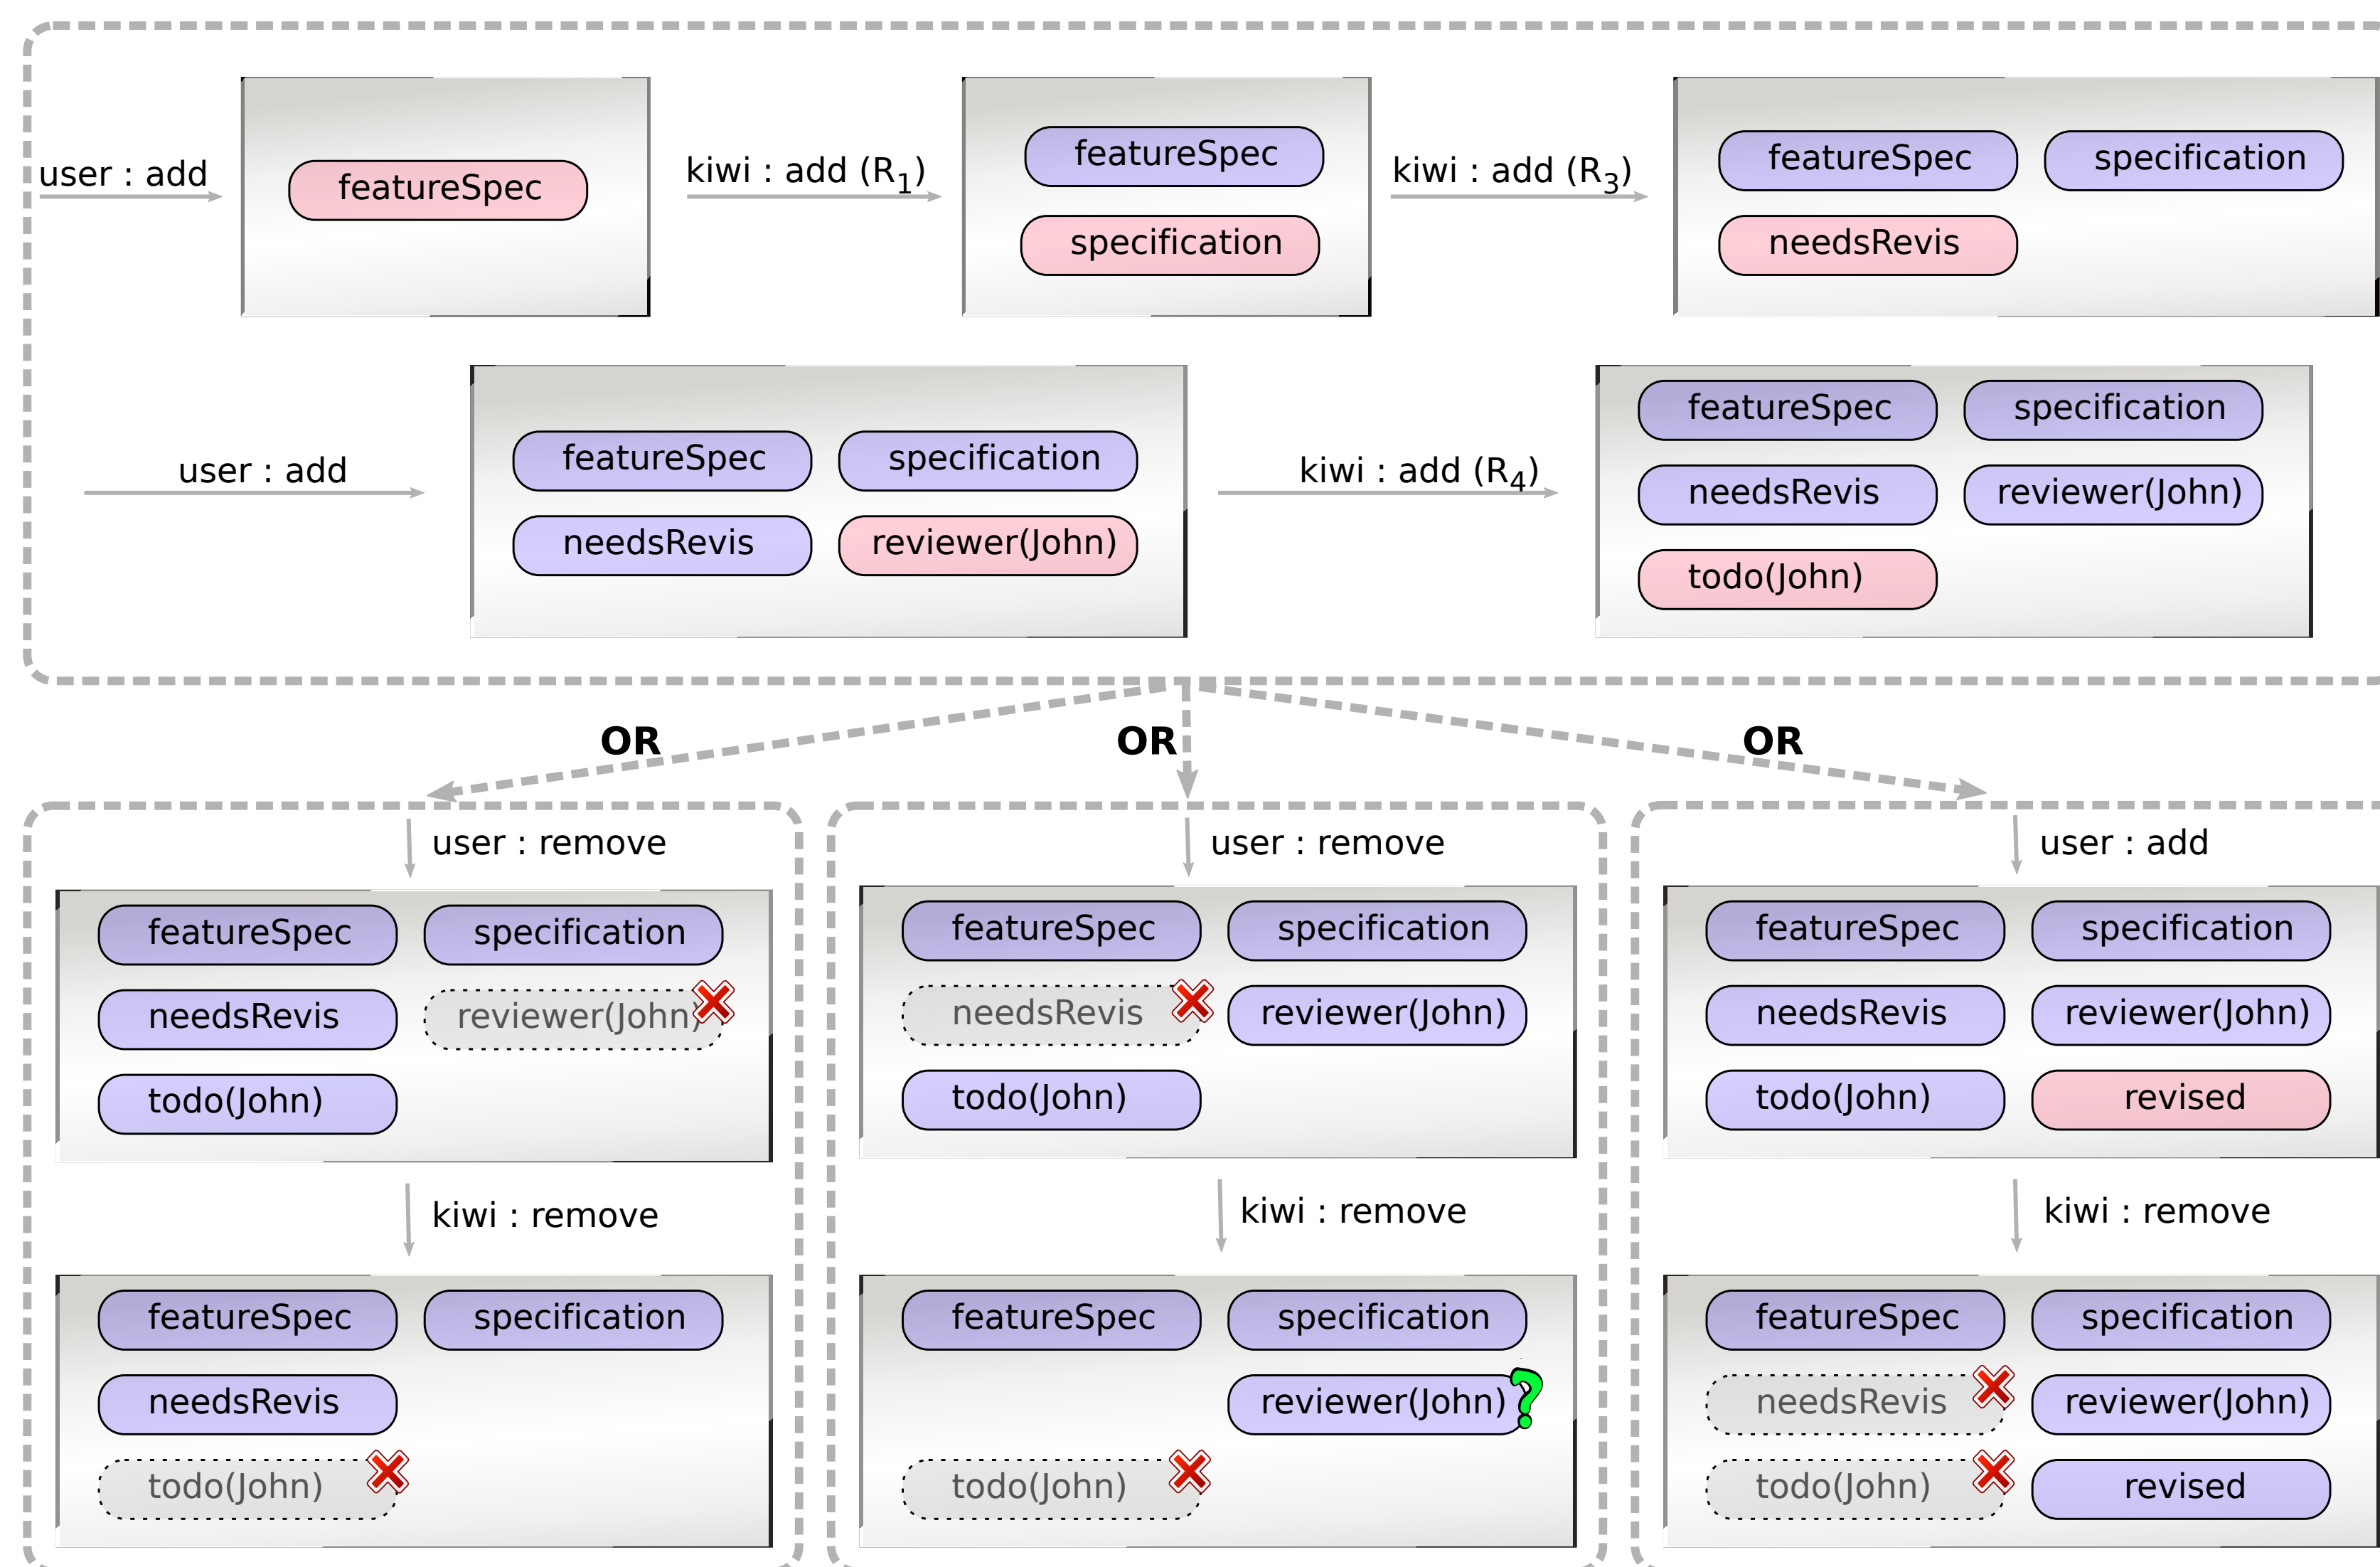 user : add
featureSpec
kiwi : add (R1)
featureSpec
specification
kiwi : add (R3)
featureSpec specification
needsRevis
user : add
featureSpec specification
needsRevis reviewer(John)
kiwi : add (R4)
featureSpec specification
needsRevis reviewer(John)
todo(John)
OR OR OR
user : remove
featureSpec specification
needsRevis reviewer(John)
todo(John)
kiwi : remove
featureSpec specification
needsRevis
todo(John)
user : remove
featureSpec specification
needsRevis reviewer(John)
todo(John)
kiwi : remove
featureSpec specification
reviewer(John) ?
todo(John)
user : add
featureSpec specification
needsRevis reviewer(John)
todo(John) revised
kiwi : remove
featureSpec specification
needsRevis reviewer(John)
todo(John) revised